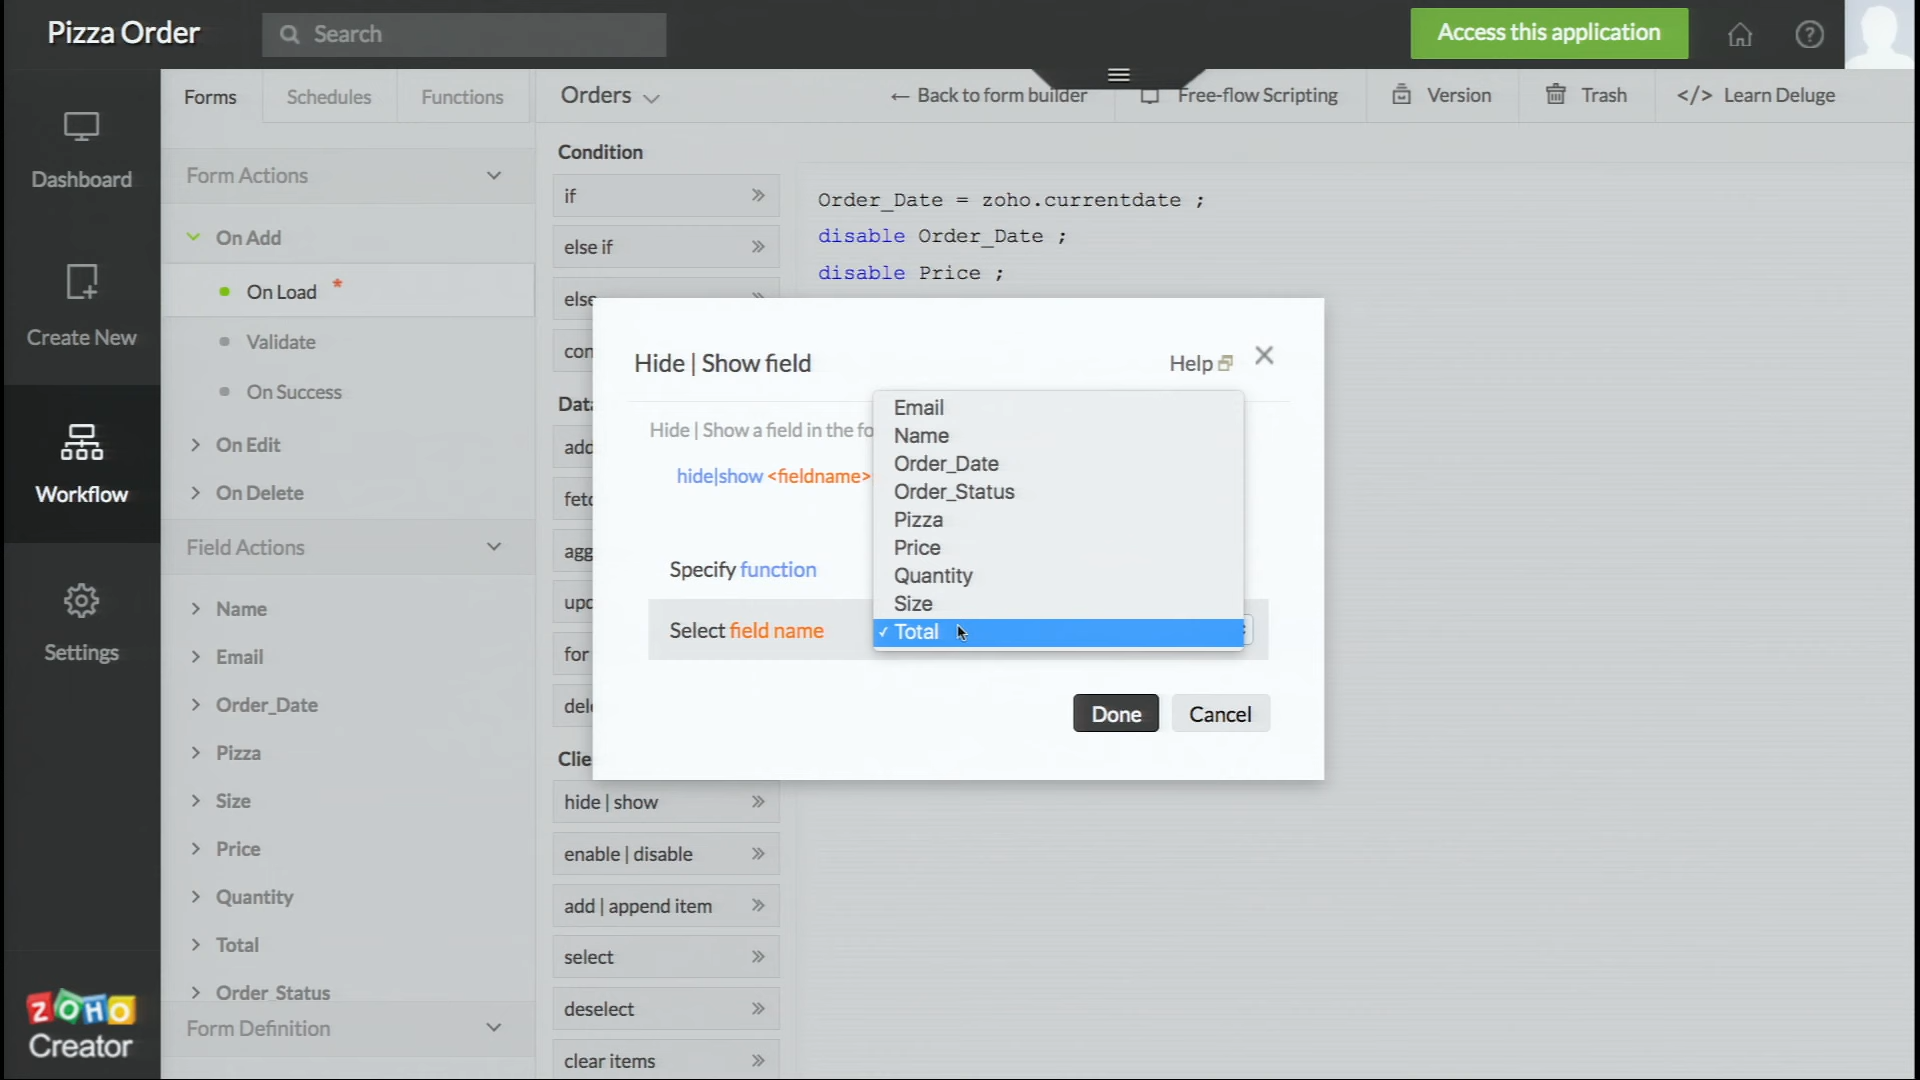 Pizza Order
Search
Access this application
Forms
Schedules
Functions
Orders
← Back to form builder
Free-flow Scripting
Version
Trash
</> Learn Deluge
Dashboard
Create New
Workflow
Settings
ZOHO
Creator
Form Actions
On Add
On Load *
Validate
On Success
On Edit
On Delete
Field Actions
Name
Email
Order_Date
Pizza
Size
Price
Quantity
Total
Order_Status
Form Definition
Condition
if
else if
else
Order_Date = zoho.currentdate ;
disable Order_Date ;
disable Price ;
Hide | Show field
Help
Hide | Show a field in the
hide|show <fieldname>
Specify function
Select field name
Email
Name
Order_Date
Order_Status
Pizza
Price
Quantity
Size
✓ Total
Done
Cancel
hide | show
enable | disable
add | append item
select
deselect
clear items